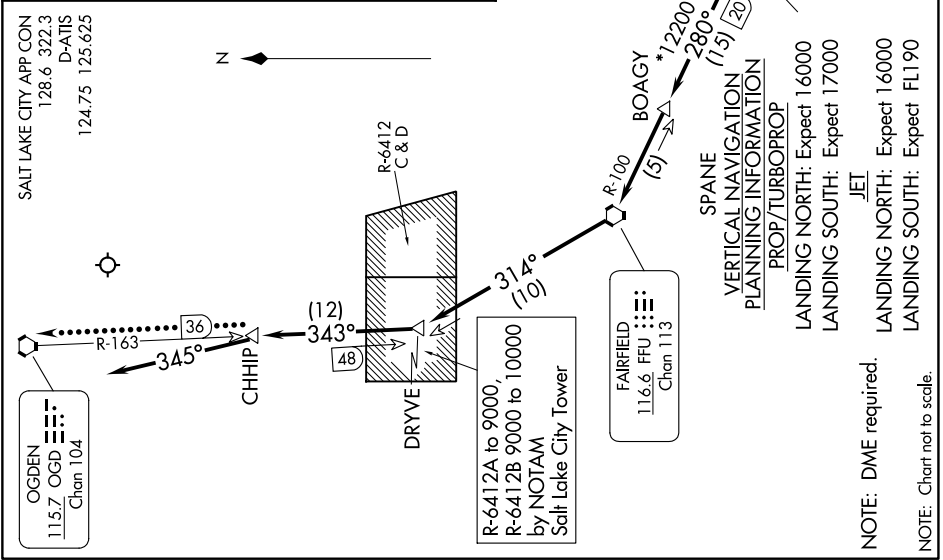 SALT LAKE CITY APP CON
128.6 322.3
D-ATIS
124.75 125.625
N
OGDEN
115.7 OGD
Chan 104
R-163
36
345°
CHHIP
(12)
343°
48
DRYVE
R-6412
C & D
R-6412A to 9000,
R-6412B 9000 to 10000
by NOTAM
Salt Lake City Tower
314°
(10)
FAIRFIELD
116.6 FFU
Chan 113
R-100
(5)
BOAGY
*12200
280°
(15)
20
SPANE
VERTICAL NAVIGATION
PLANNING INFORMATION
PROP/TURBOPROP
LANDING NORTH: Expect 16000
LANDING SOUTH: Expect 17000
JET
LANDING NORTH: Expect 16000
LANDING SOUTH: Expect FL190
NOTE: DME required.
NOTE: Chart not to scale.